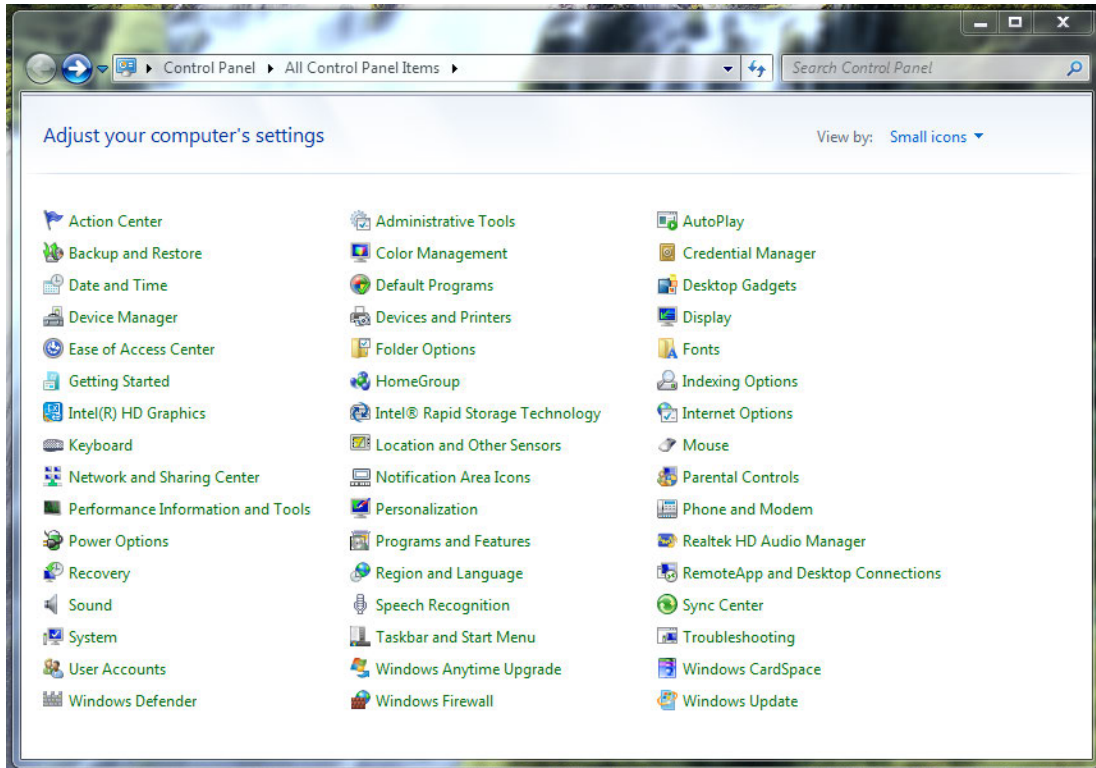 Control Panel All Control Panel Items Search Control Panel
Adjust your computer's settings View by: Small icons
Action Center Administrative Tools AutoPlay
Backup and Restore Color Management Credential Manager
Date and Time Default Programs Desktop Gadgets
Device Manager Devices and Printers Display
Ease of Access Center Folder Options Fonts
Getting Started HomeGroup Indexing Options
Intel(R) HD Graphics Intel® Rapid Storage Technology Internet Options
Keyboard Location and Other Sensors Mouse
Network and Sharing Center Notification Area Icons Parental Controls
Performance Information and Tools Personalization Phone and Modem
Power Options Programs and Features Realtek HD Audio Manager
Recovery Region and Language RemoteApp and Desktop Connections
Sound Speech Recognition Sync Center
System Taskbar and Start Menu Troubleshooting
User Accounts Windows Anytime Upgrade Windows CardSpace
Windows Defender Windows Firewall Windows Update